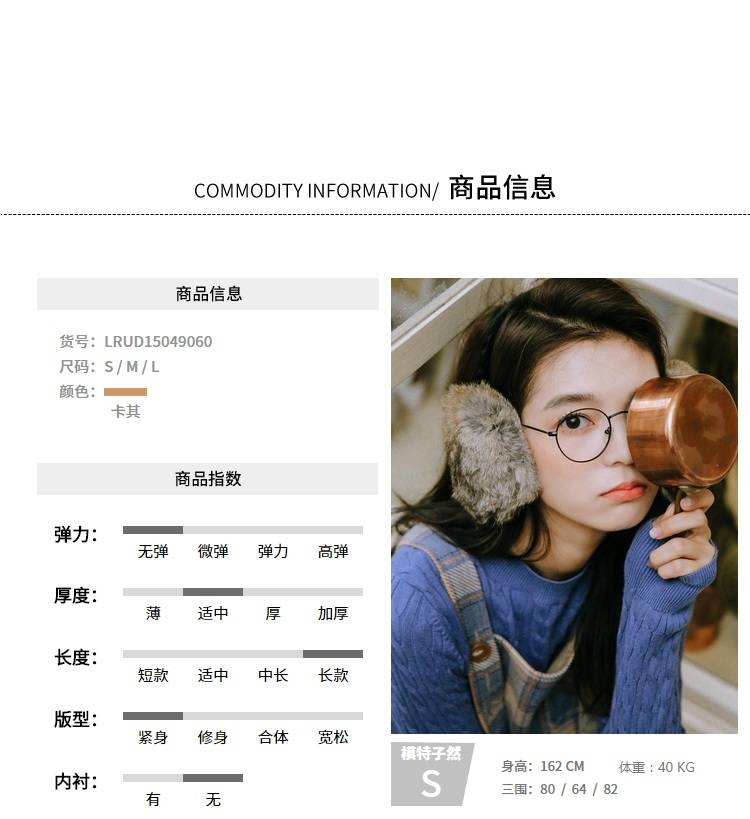 COMMODITY INFORMATION/ 商品信息
商品信息
货号：LRUD15049060
尺码：S / M / L
颜色：
卡其
商品指数
弹力：
无弹 微弹 弹力 高弹
厚度：
薄 适中 厚 加厚
长度：
短款 适中 中长 长款
版型：
紧身 修身 合体 宽松
内衬：
有 无
模特子然
S
身高：162 CM 体重：40 KG
三围：80 / 64 / 82